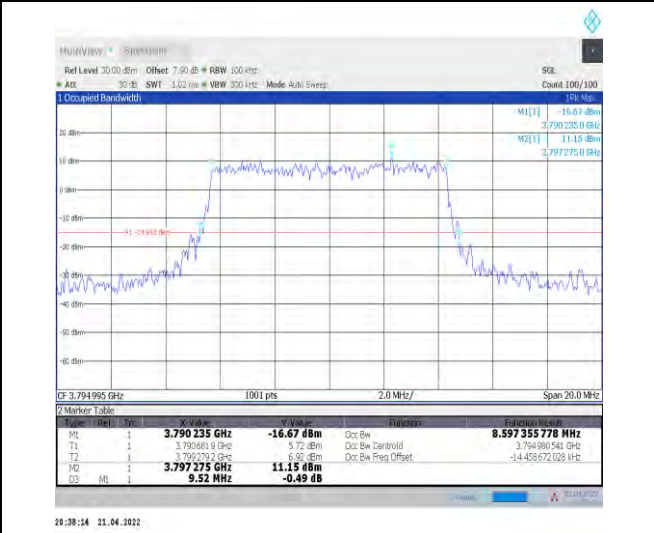 MultiView Spectrum
Ref Level 30.00 dBm Offset 7.90 dB RBW 100 kHz SGL
Att 30 dB SWT 1.02 ms VBW 300 kHz Mode Auto Sweep Count 100/100
1 Occupied Bandwidth 1Pk Max
M1[1] -16.67 dBm
3.790 235 0 GHz
M2[1] 11.15 dBm
3.797 275 0 GHz
20 dBm
10 dBm
0 dBm
-10 dBm
H1
-20 dBm
-30 dBm
-40 dBm
-50 dBm
-60 dBm
CF 3.794 995 GHz 1001 pts 2.0 MHz/ Span 20.0 MHz
2 Marker Table
Type Ref Trc X-Value Y-Value Function Function Result
M1 1 3.790 235 GHz -16.67 dBm Occ Bw 8.597 355 778 MHz
T1 1 3.790 681 9 GHz 5.72 dBm Occ Bw Centroid 3.794 980 541 GHz
T2 1 3.799 279 2 GHz 6.92 dBm Occ Bw Freq Offset -14.458 672 028 kHz
M2 1 3.797 275 GHz 11.15 dBm
D3 M1 1 9.52 MHz -0.49 dB
20:38:14 21.04.2022